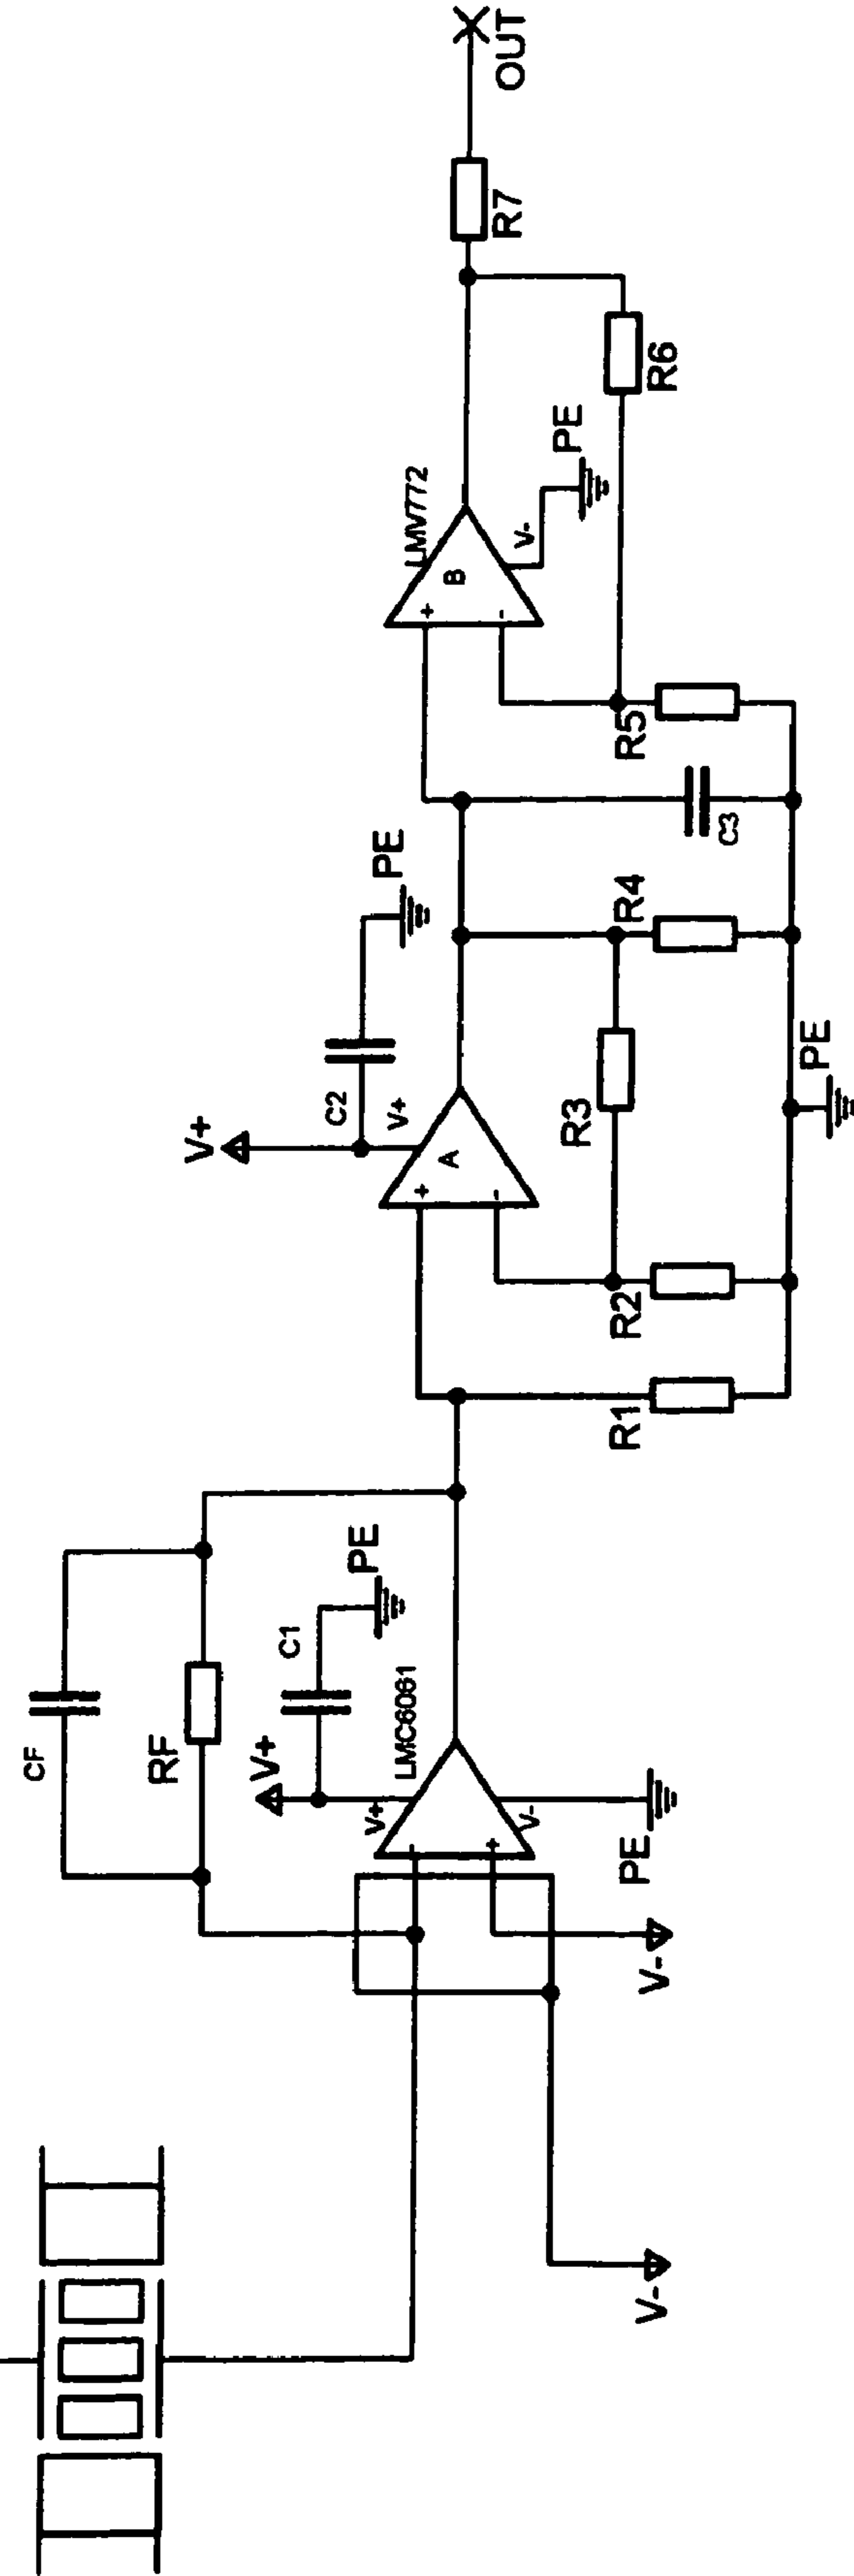 CF
RF
V+
C1
PE
V+
LMC6061
-
+
V-
PE
V-
V-
R1
V+
C2
PE
V+
A
+
-
R2
R3
R4
PE
C3
LMV772
B
+
-
V-
PE
R5
R6
R7
OUT